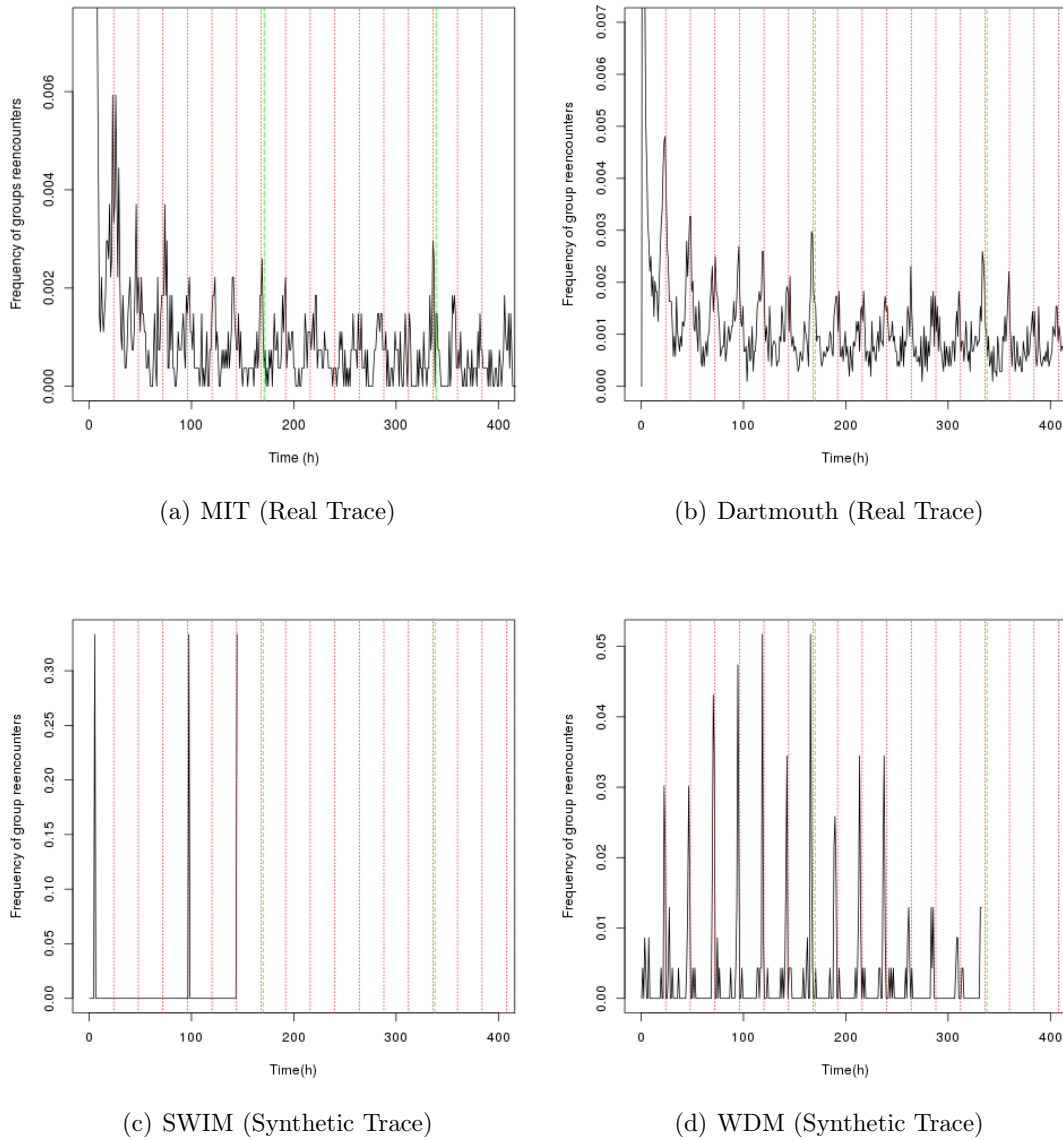 Frequency of groups reencounters
0.000 0.002 0.004 0.006
0 100 200 300 400
Time (h)
(a) MIT (Real Trace)
Frequency of group reencounters
0.000 0.001 0.002 0.003 0.004 0.005 0.006 0.007
0 100 200 300 400
Time(h)
(b) Dartmouth (Real Trace)
Frequency of group reencounters
0.00 0.05 0.10 0.15 0.20 0.25 0.30
0 100 200 300 400
Time(h)
(c) SWIM (Synthetic Trace)
Frequency of group reencounters
0.00 0.01 0.02 0.03 0.04 0.05
0 100 200 300 400
Time(h)
(d) WDM (Synthetic Trace)